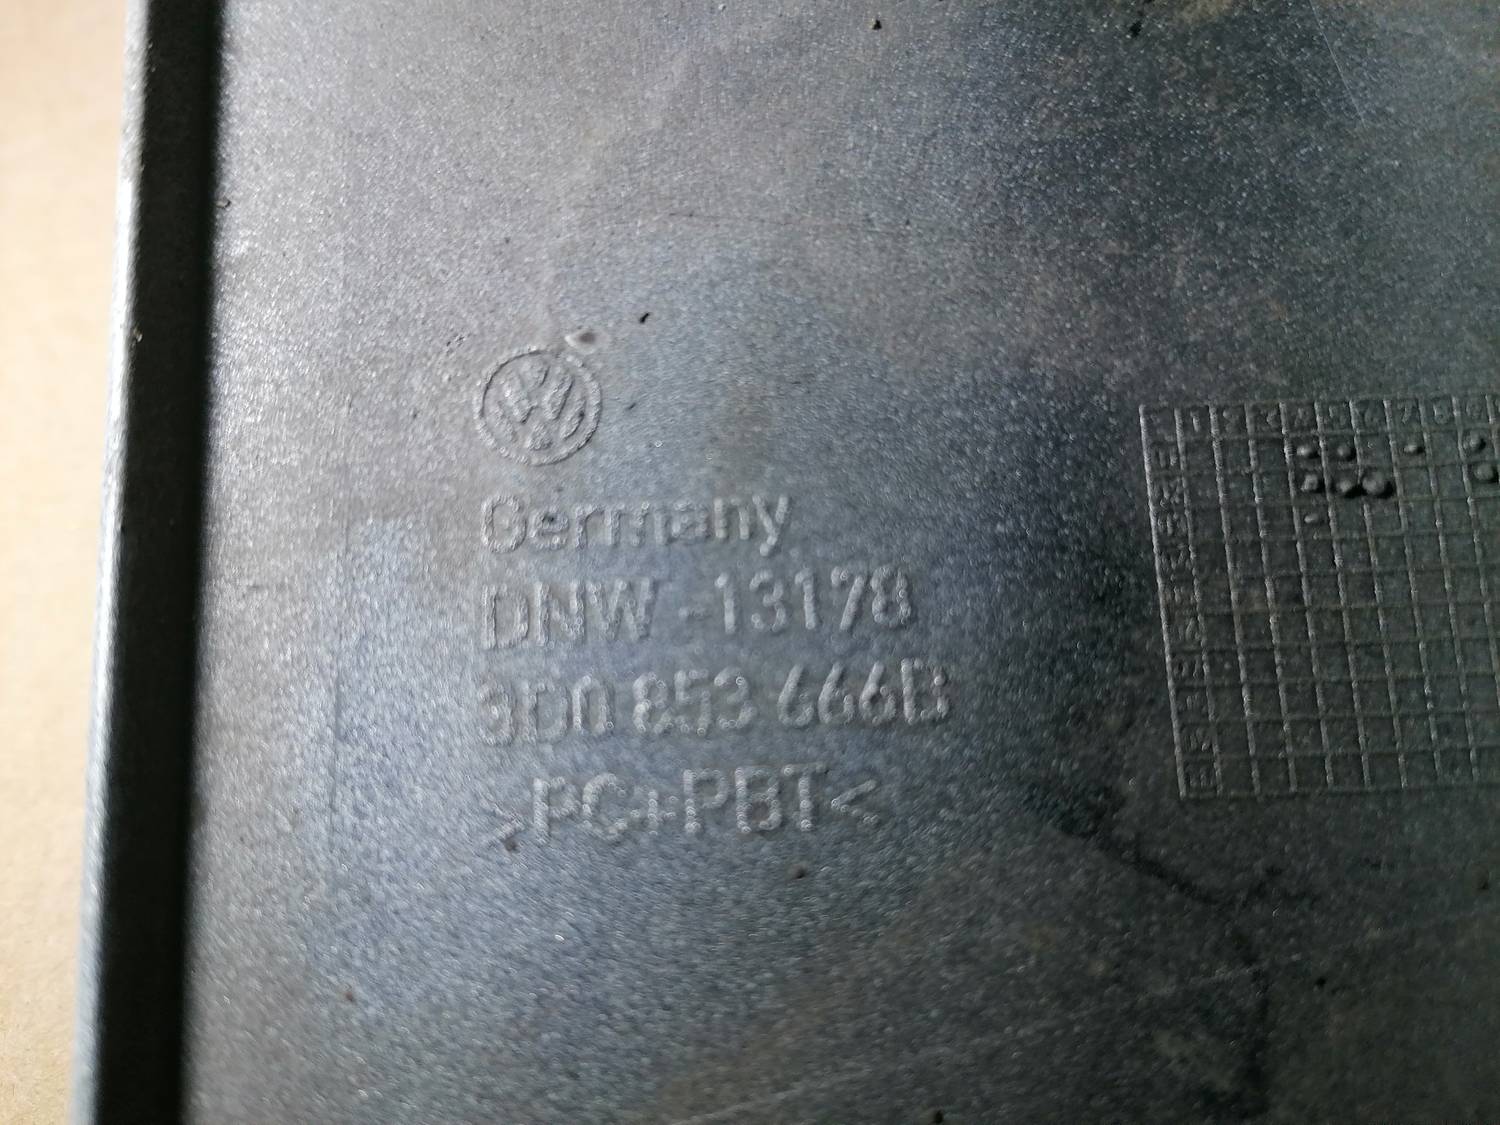 Germany
DNW -13178
3D0 853 666B
>PC+PBT<